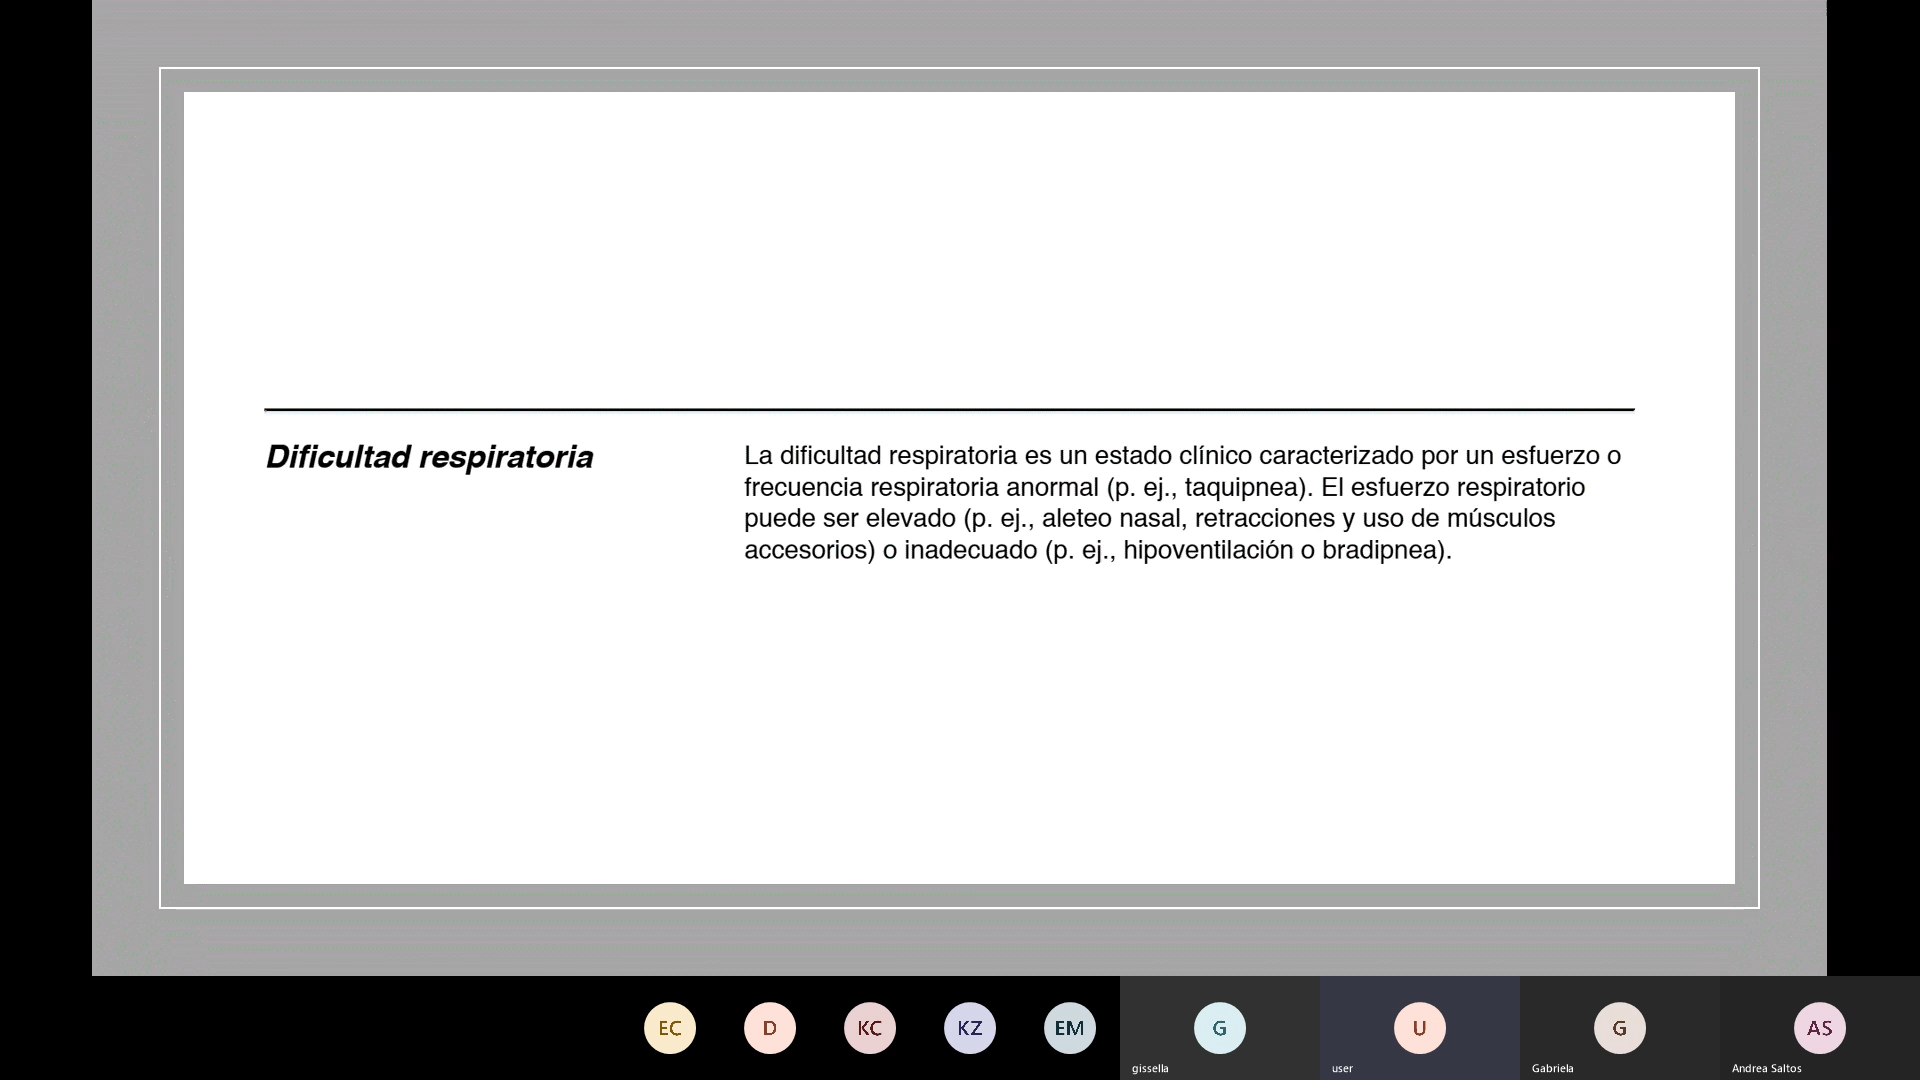 Dificultad respiratoria
La dificultad respiratoria es un estado clínico caracterizado por un esfuerzo o
frecuencia respiratoria anormal (p. ej., taquipnea). El esfuerzo respiratorio
puede ser elevado (p. ej., aleteo nasal, retracciones y uso de músculos
accesorios) o inadecuado (p. ej., hipoventilación o bradipnea).
EC
D
KC
KZ
EM
G
gissella
U
user
G
Gabriela
AS
Andrea Saltos